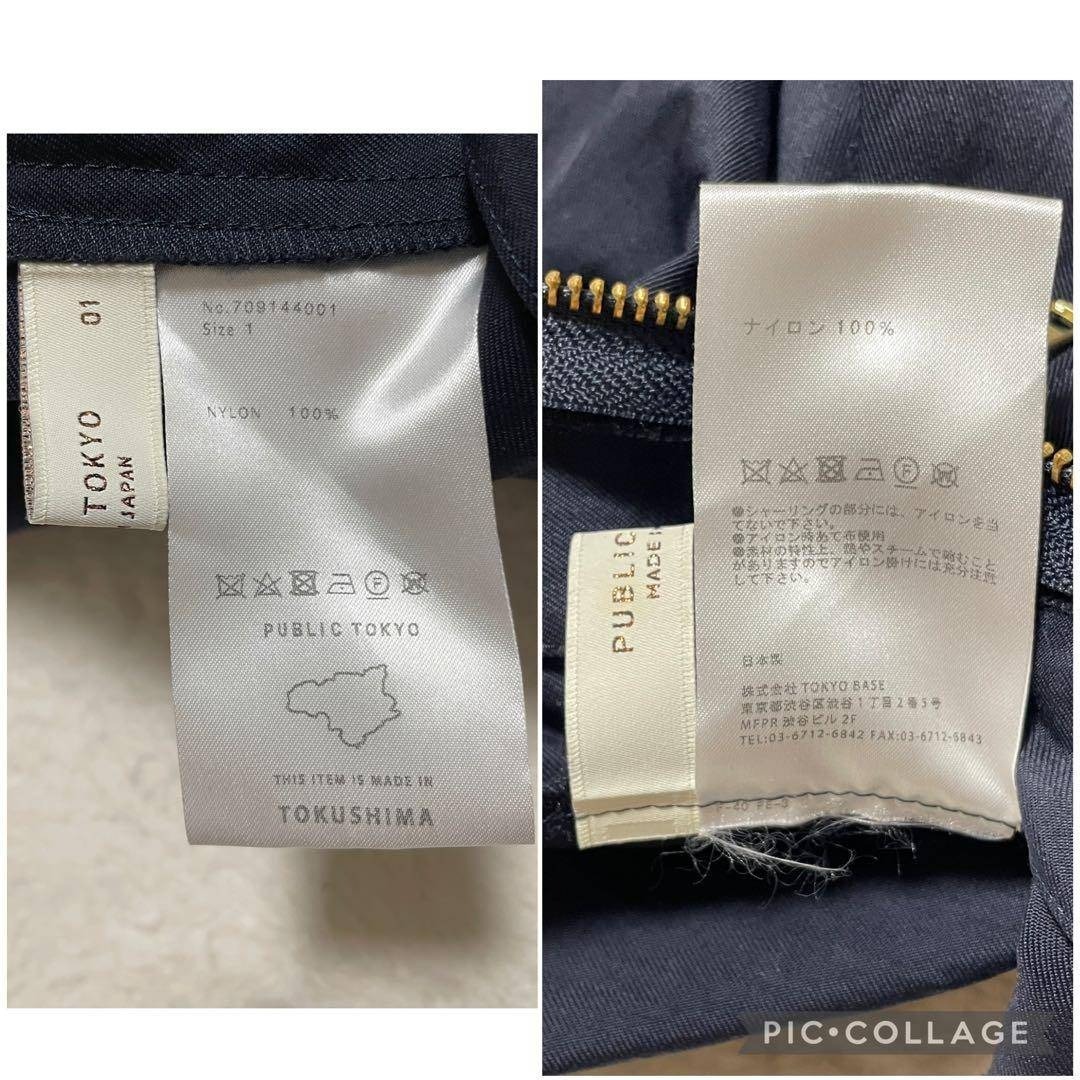 01
TOKYO
JAPAN
No.709144001
Size 1
NYLON 100%
PUBLIC TOKYO
THIS ITEM IS MADE IN
TOKUSHIMA
ナイロン 100%
●シャーリングの部分には、アイロンを当
てないで下さい。
●アイロン時あて布使用
●素材の特性上、熱やスチームで縮むこと
がありますのでアイロン掛けには充分注意
して下さい。
PUBLIC
MADE
日本製
株式会社 TOKYO BASE
東京都渋谷区渋谷1丁目2番5号
MFPR 渋谷ビル 2F
TEL:03-6712-6842 FAX:03-6712-6843
PIC•COLLAGE